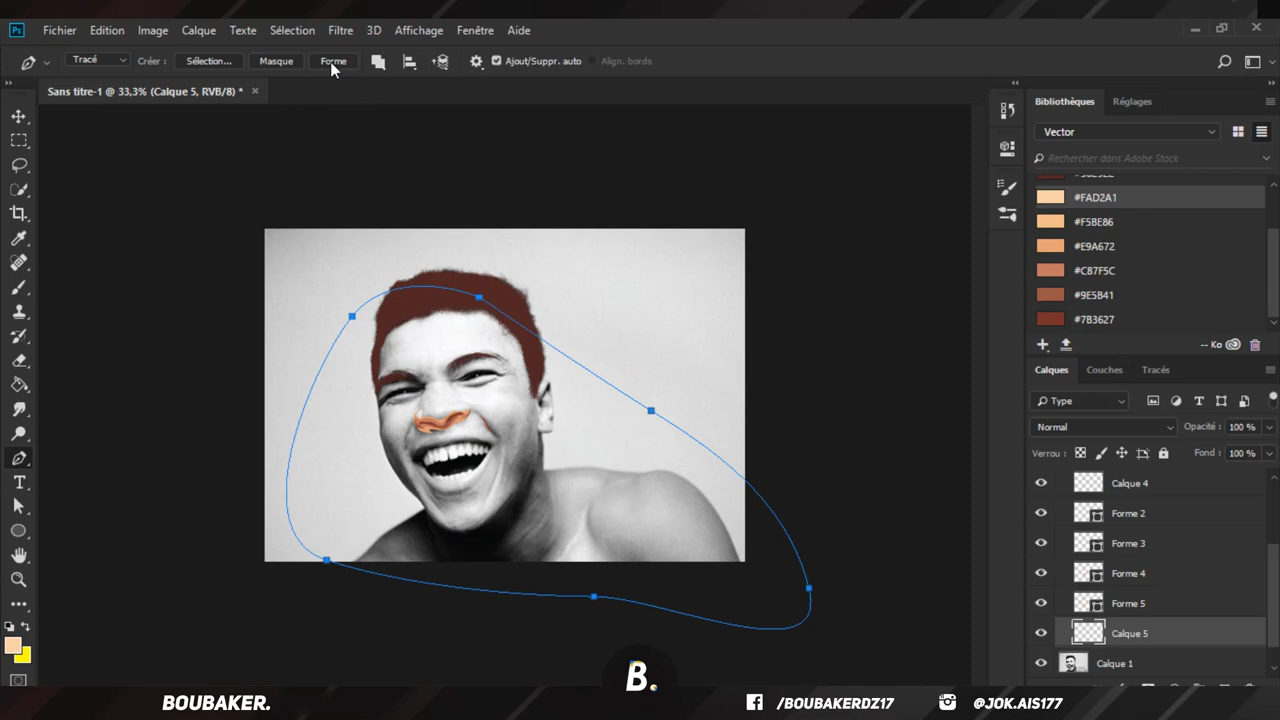 Ps Fichier Edition Image Calque Texte Sélection Filtre 3D Affichage Fenêtre Aide
Tracé Créer : Sélection... Masque Forme Ajout/Suppr. auto Align. bords
Sans titre-1 @ 33,3% (Calque 5, RVB/8) *
Bibliothèques Réglages
Vector
Rechercher dans Adobe Stock
#FAD2A1
#F5BE86
#E9A672
#C87F5C
#9E5B41
#7B3627
-- Ko
Calques Couches Tracés
Type
Normal Opacité : 100 %
Verrou : Fond : 100 %
Calque 4
Forme 2
Forme 3
Forme 4
Forme 5
Calque 5
Calque 1
B.
BOUBAKER. /BOUBAKERDZ17 @JOK.AIS177